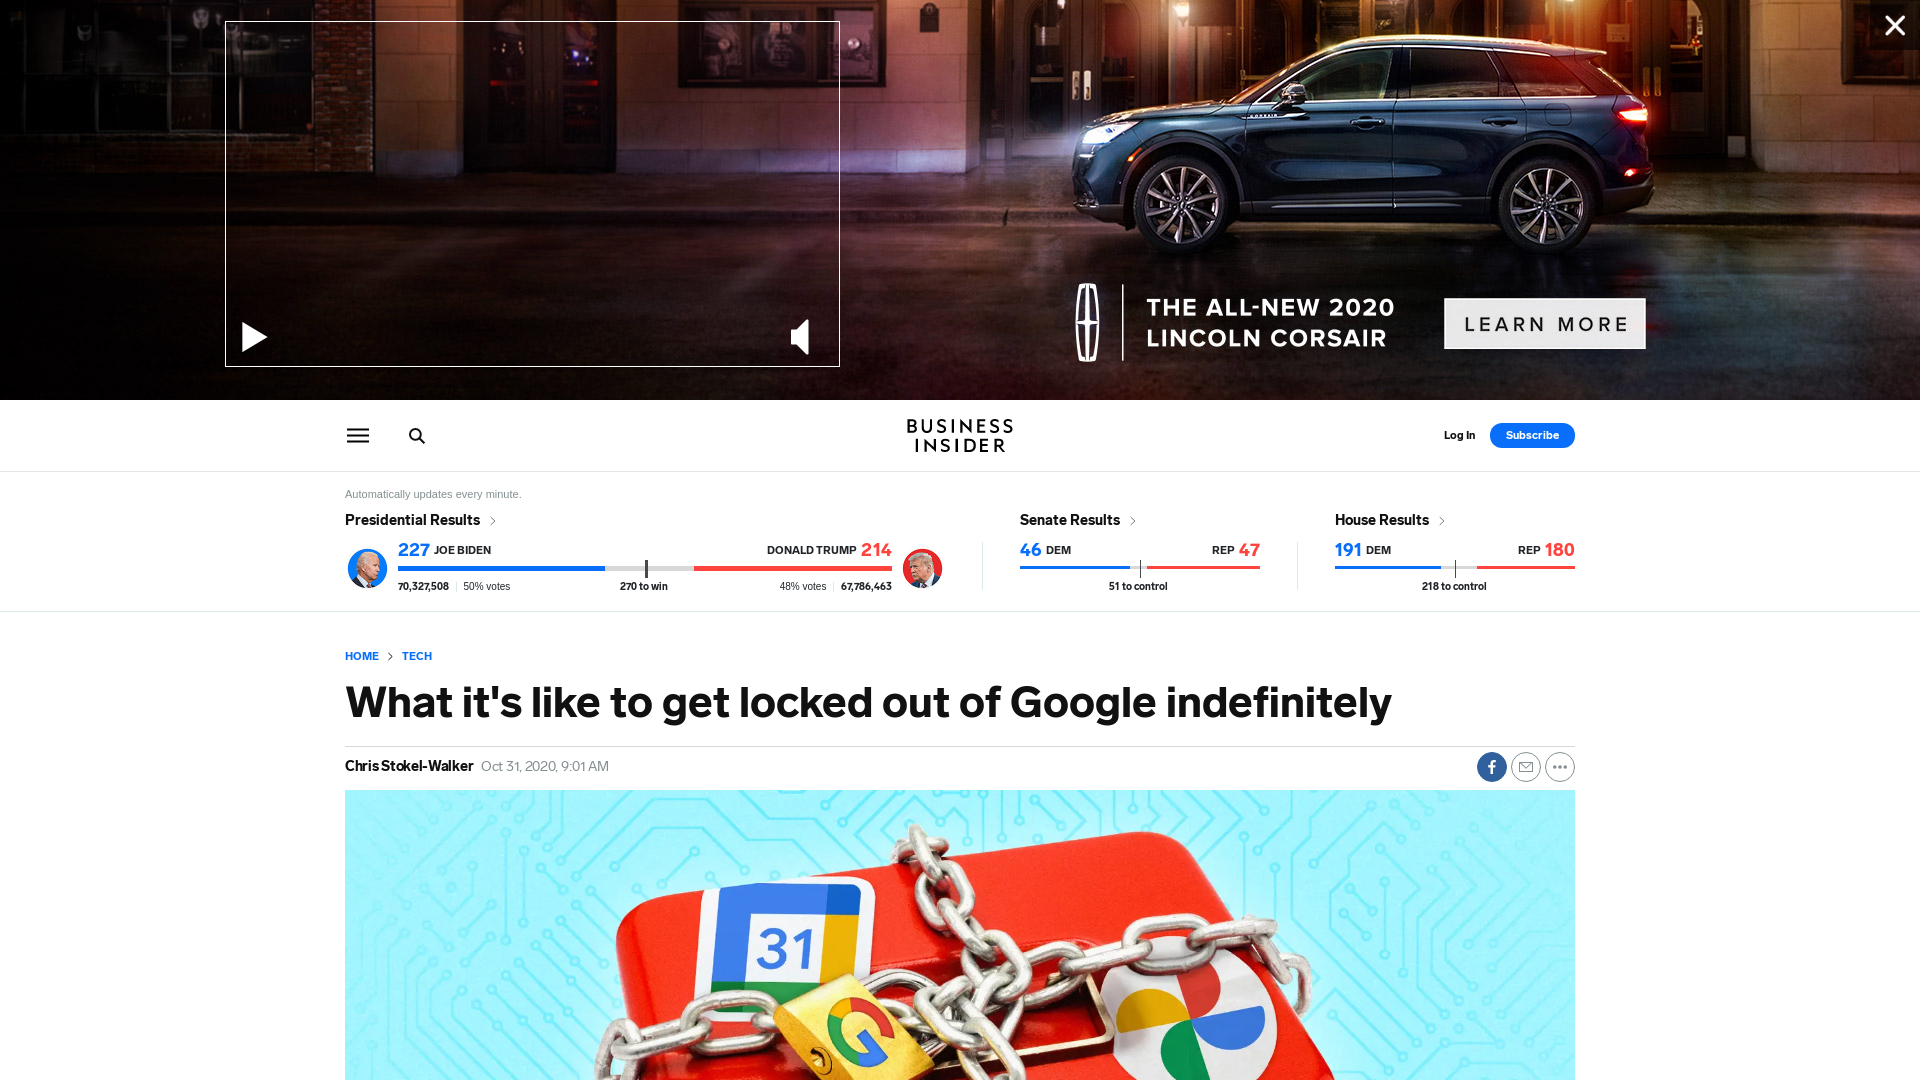 THE ALL-NEW 2020
LINCOLN CORSAIR
LEARN MORE
BUSINESS
INSIDER
Log In
Subscribe
Automatically updates every minute.
Presidential Results
227 JOE BIDEN
DONALD TRUMP 214
70,327,508 50% votes
270 to win
48% votes 67,786,463
Senate Results
46 DEM
REP 47
51 to control
House Results
191 DEM
REP 180
218 to control
HOME > TECH
What it's like to get locked out of Google indefinitely
Chris Stokel-Walker Oct 31, 2020, 9:01 AM
31
G